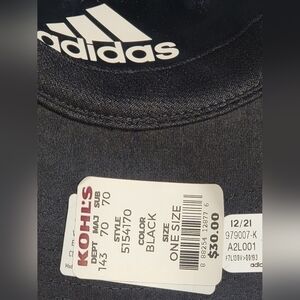 adidas
KOHL'S
DEPT MAJ SUB
143 70 70
STYLE
5154170
COLOR
BLACK
SIZE
ONE SIZE
$30.00
12/21
979007-K
A2L001